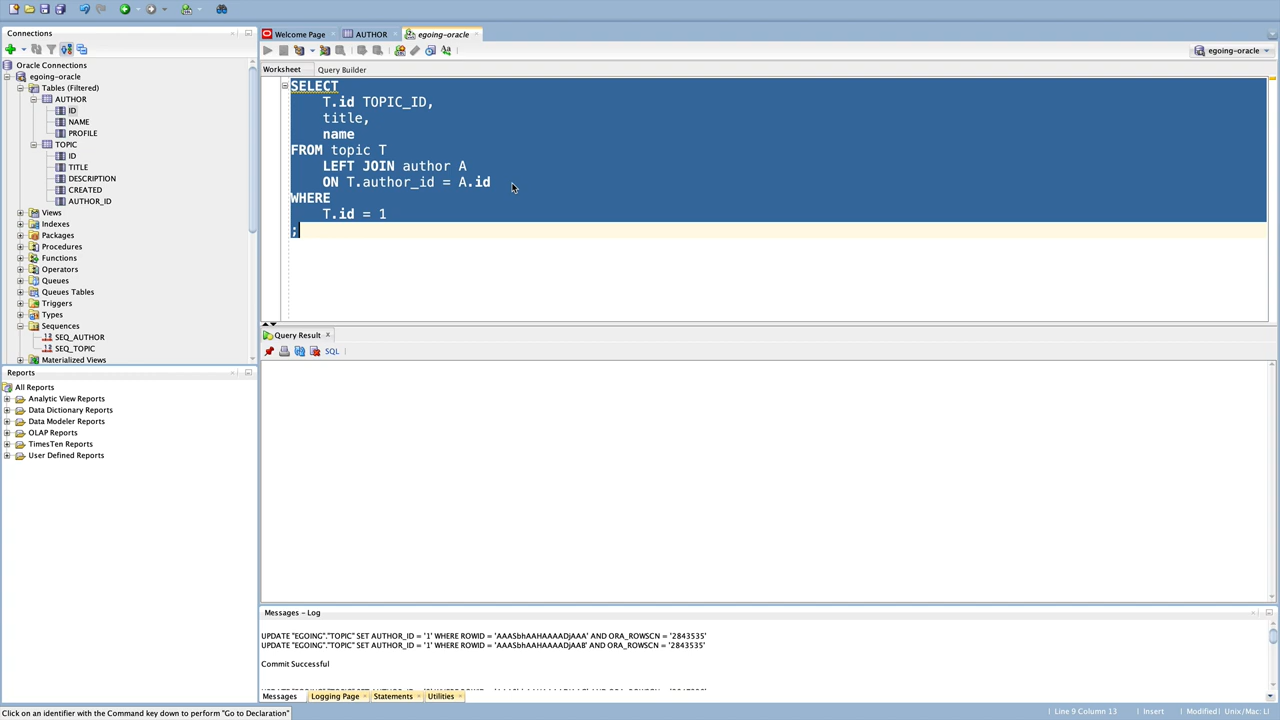 Connections
Oracle Connections
egoing-oracle
Tables (Filtered)
AUTHOR
ID
NAME
PROFILE
TOPIC
ID
TITLE
DESCRIPTION
CREATED
AUTHOR_ID
Views
Indexes
Packages
Procedures
Functions
Operators
Queues
Queues Tables
Triggers
Types
Sequences
SEQ_AUTHOR
SEQ_TOPIC
Materialized Views
Reports
All Reports
Analytic View Reports
Data Dictionary Reports
Data Modeler Reports
OLAP Reports
TimesTen Reports
User Defined Reports
Welcome Page AUTHOR egoing-oracle
egoing-oracle
Worksheet Query Builder
SELECT
T.id TOPIC_ID,
title,
name
FROM topic T
LEFT JOIN author A
ON T.author_id = A.id
WHERE
T.id = 1
;
Query Result
SQL
Messages - Log
UPDATE "EGOING"."TOPIC" SET AUTHOR_ID = '1' WHERE ROWID = 'AAASbhAAHAAAADjAAA' AND ORA_ROWSCN = '2843535'
UPDATE "EGOING"."TOPIC" SET AUTHOR_ID = '1' WHERE ROWID = 'AAASbhAAHAAAADjAAB' AND ORA_ROWSCN = '2843535'
Commit Successful
Messages Logging Page Statements Utilities
Click on an identifier with the Command key down to perform "Go to Declaration"
Line 9 Column 13 Insert Modified Unix/Mac: LI